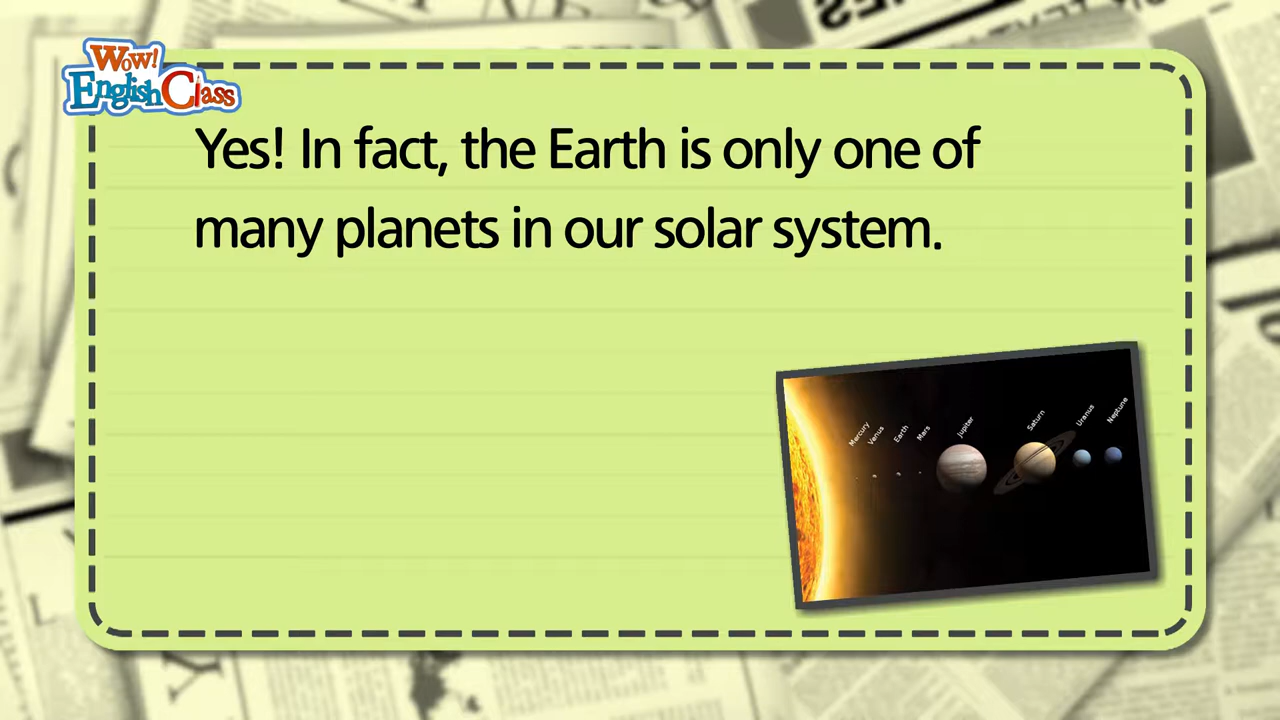 Wow!
English Class
Yes! In fact, the Earth is only one of
many planets in our solar system.
Mercury
Venus
Earth
Mars
Jupiter
Saturn
Uranus
Neptune